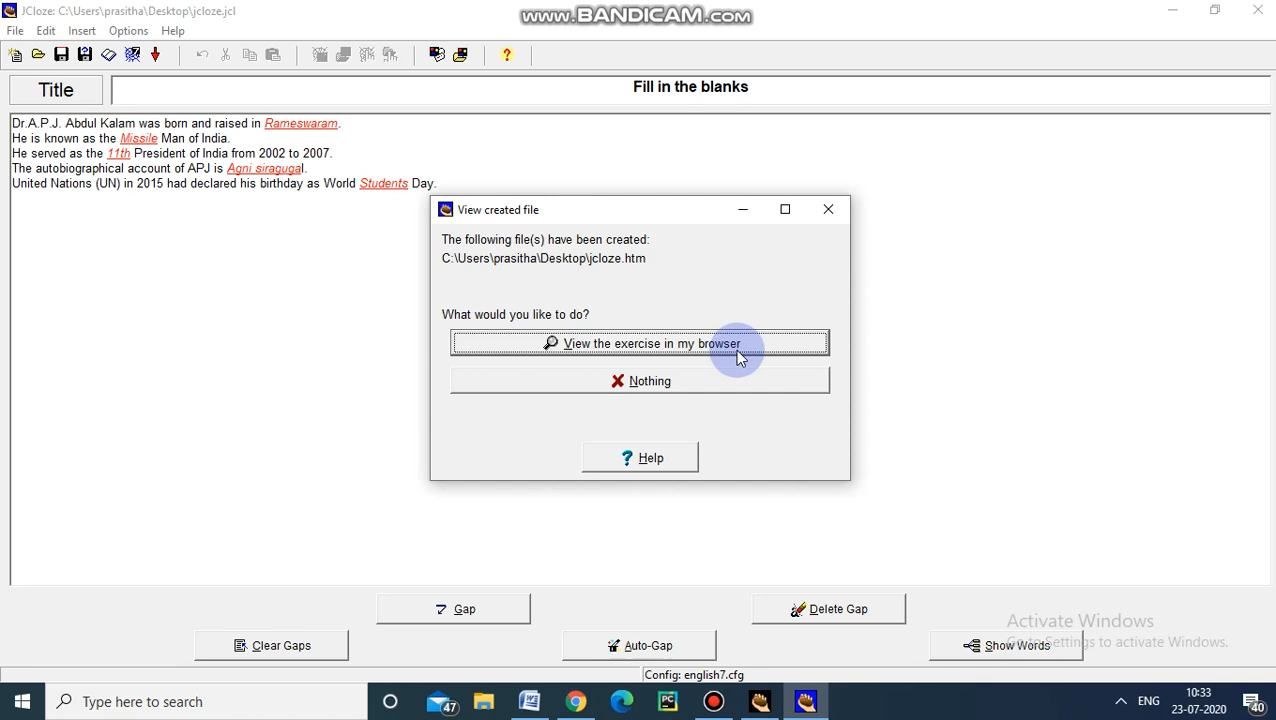 JCloze: C:\Users\prasitha\Desktop\jcloze.jcl
www.BANDICAM.com
File Edit Insert Options Help
Title
Fill in the blanks
Dr.A.P.J. Abdul Kalam was born and raised in Rameswaram.
He is known as the Missile Man of India.
He served as the 11th President of India from 2002 to 2007.
The autobiographical account of APJ is Agni siragugal.
United Nations (UN) in 2015 had declared his birthday as World Students Day.
View created file
The following file(s) have been created:
C:\Users\prasitha\Desktop\jcloze.htm
What would you like to do?
View the exercise in my browser
Nothing
Help
Gap
Delete Gap
Clear Gaps
Auto-Gap
Show Words
Activate Windows
Go to Settings to activate Windows.
Config: english7.cfg
Type here to search
47
ENG
10:33
23-07-2020
40